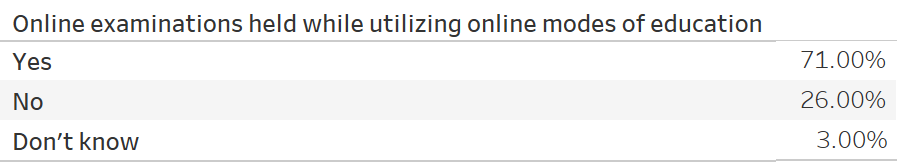 Online examinations held while utilizing online modes of education
Yes 71.00%
No 26.00%
Don’t know 3.00%